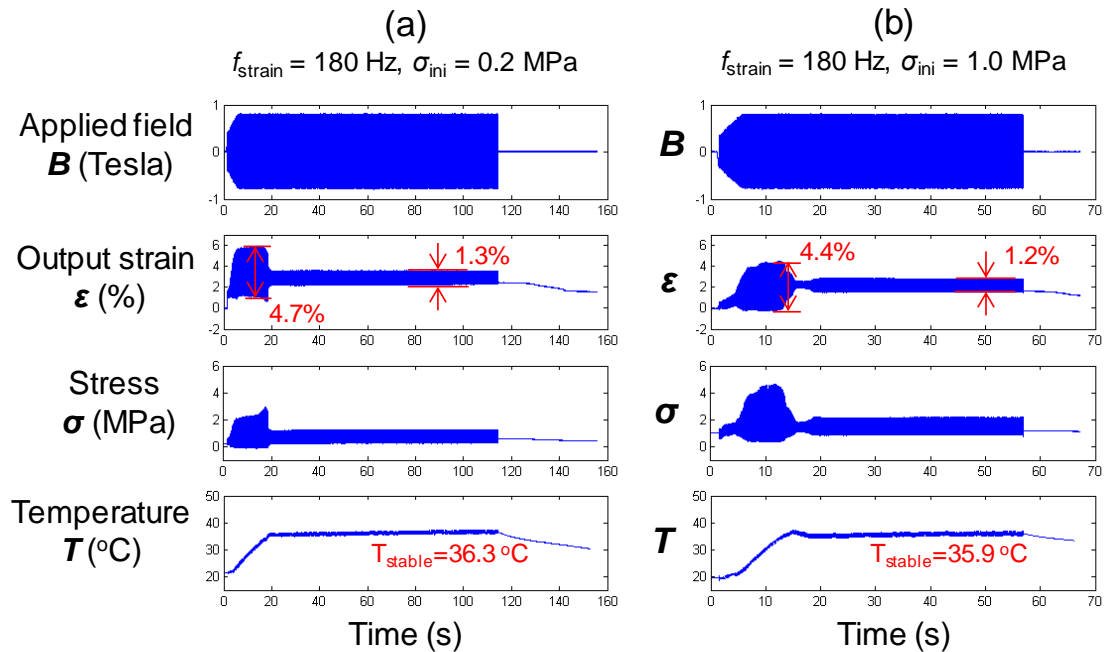 (a)
f_strain = 180 Hz, σ_ini = 0.2 MPa
(b)
f_strain = 180 Hz, σ_ini = 1.0 MPa
Applied field
B (Tesla)
1
0
-1
0 20 40 60 80 100 120 140 160
B
1
0
-1
0 10 20 30 40 50 60 70
Output strain
ε (%)
6
4
2
0
-2
4.7%
1.3%
0 20 40 60 80 100 120 140 160
ε
6
4
2
0
-2
4.4%
1.2%
0 10 20 30 40 50 60 70
Stress
σ (MPa)
6
4
2
0
0 20 40 60 80 100 120 140 160
σ
6
4
2
0
0 10 20 30 40 50 60 70
Temperature
T (°C)
50
40
30
20
T_stable=36.3 °C
0 20 40 60 80 100 120 140 160
Time (s)
T
50
40
30
20
T_stable=35.9 °C
0 10 20 30 40 50 60 70
Time (s)